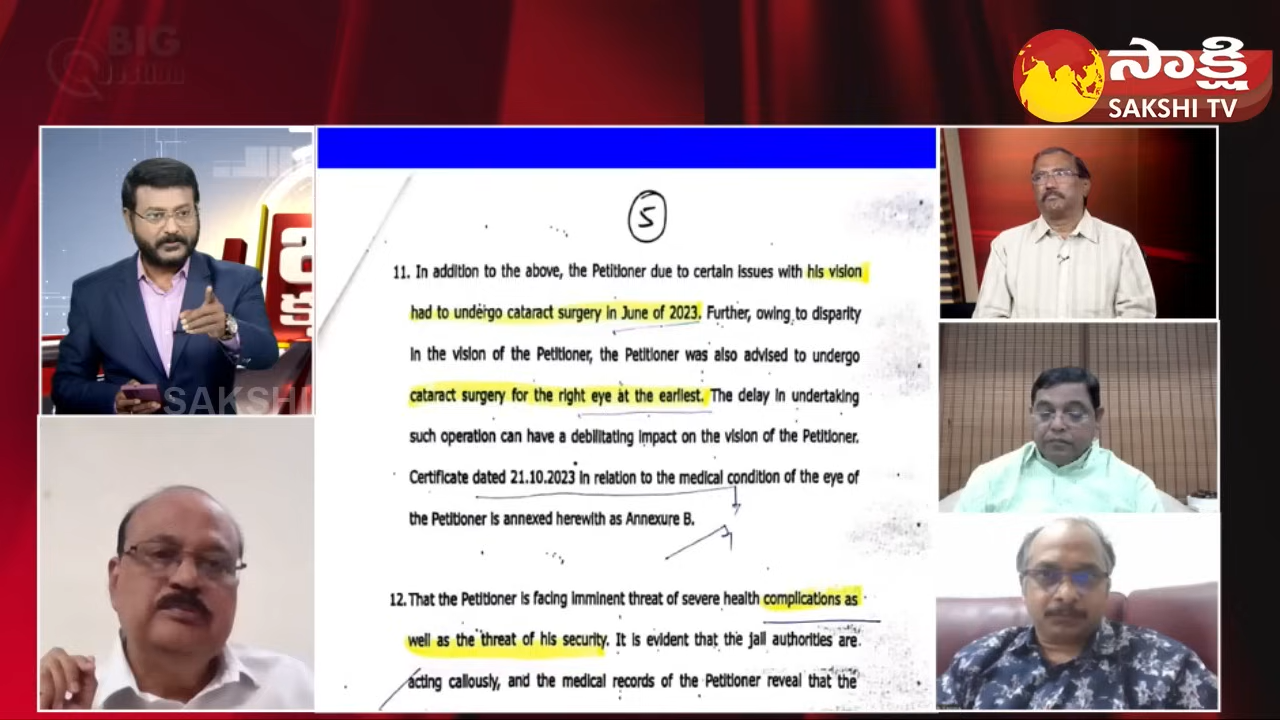 BIG
Question
సాక్షి
SAKSHI TV
SAKSHI
5
11. In addition to the above, the Petitioner due to certain issues with his vision
had to undergo cataract surgery in June of 2023. Further, owing to disparity
in the vision of the Petitioner, the Petitioner was also advised to undergo
cataract surgery for the right eye at the earliest. The delay in undertaking
such operation can have a debilitating impact on the vision of the Petitioner.
Certificate dated 21.10.2023 in relation to the medical condition of the eye of
the Petitioner is annexed herewith as Annexure B.
12. That the Petitioner is facing imminent threat of severe health complications as
well as the threat of his security. It is evident that the jail authorities are
acting callously, and the medical records of the Petitioner reveal that the